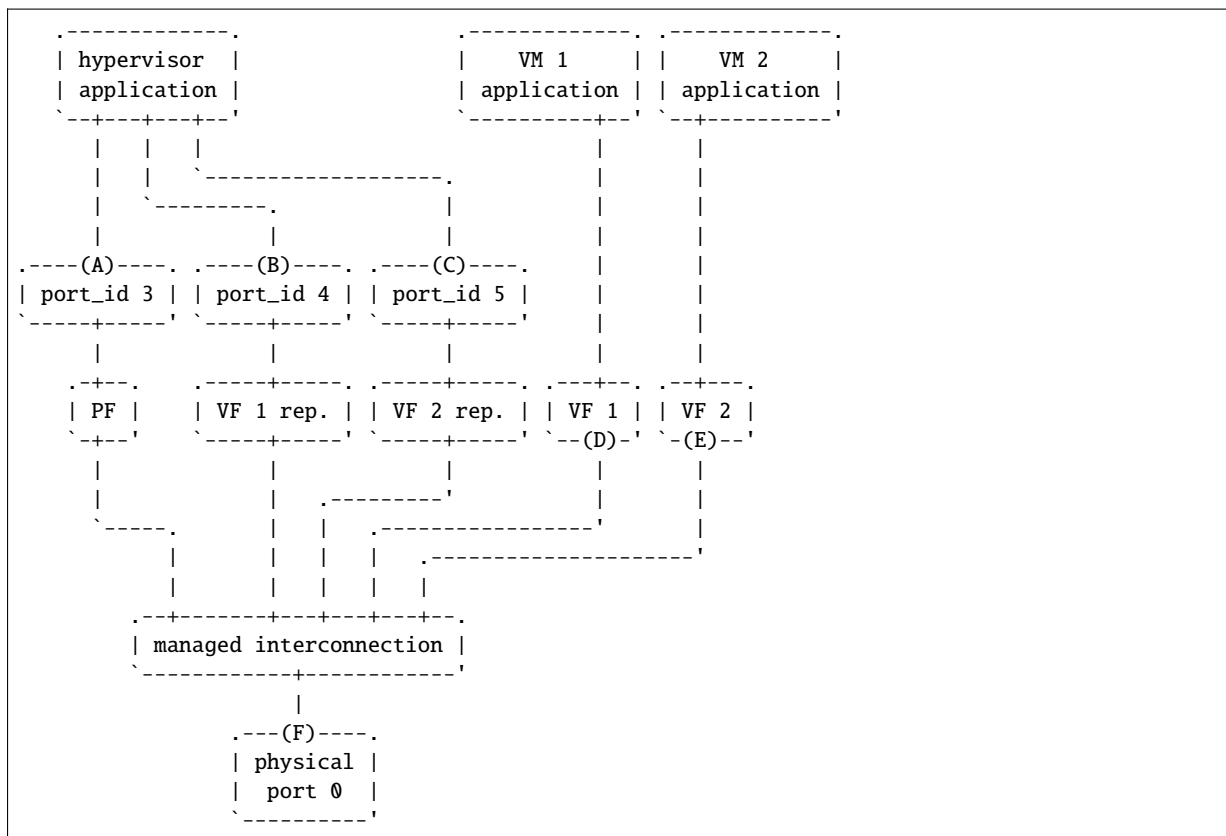 hypervisor VM 1 VM 2
application application application
(A) (B) (C)
port_id 3 port_id 4 port_id 5
PF VF 1 rep. VF 2 rep. VF 1 VF 2
(D) (E)
managed interconnection
(F)
physical
port 0